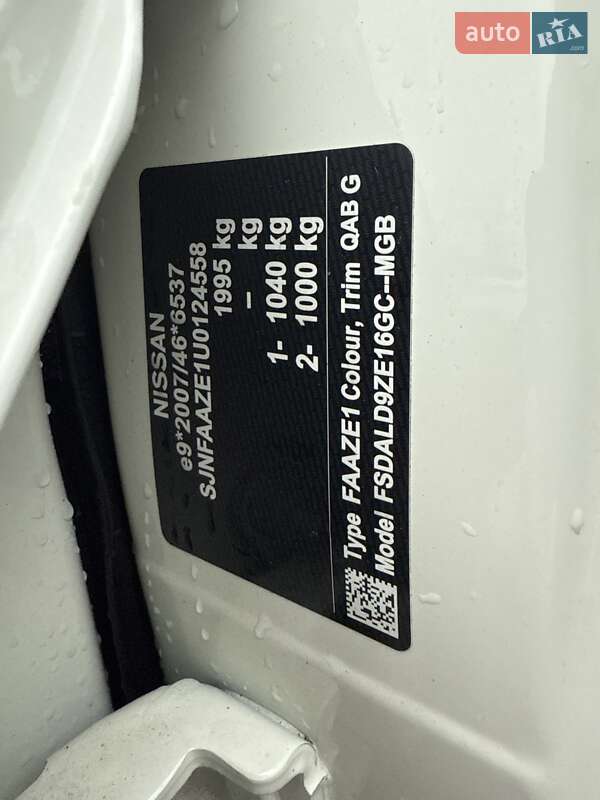 auto RIA.com
NISSAN
e9*2007/46*6537
SJNFAAZE1U0124558
1995 kg
– kg
1- 1040 kg
2- 1000 kg
Type FAAZE1 Colour, Trim QAB G
Model FSDALD9ZE16GC--MGB